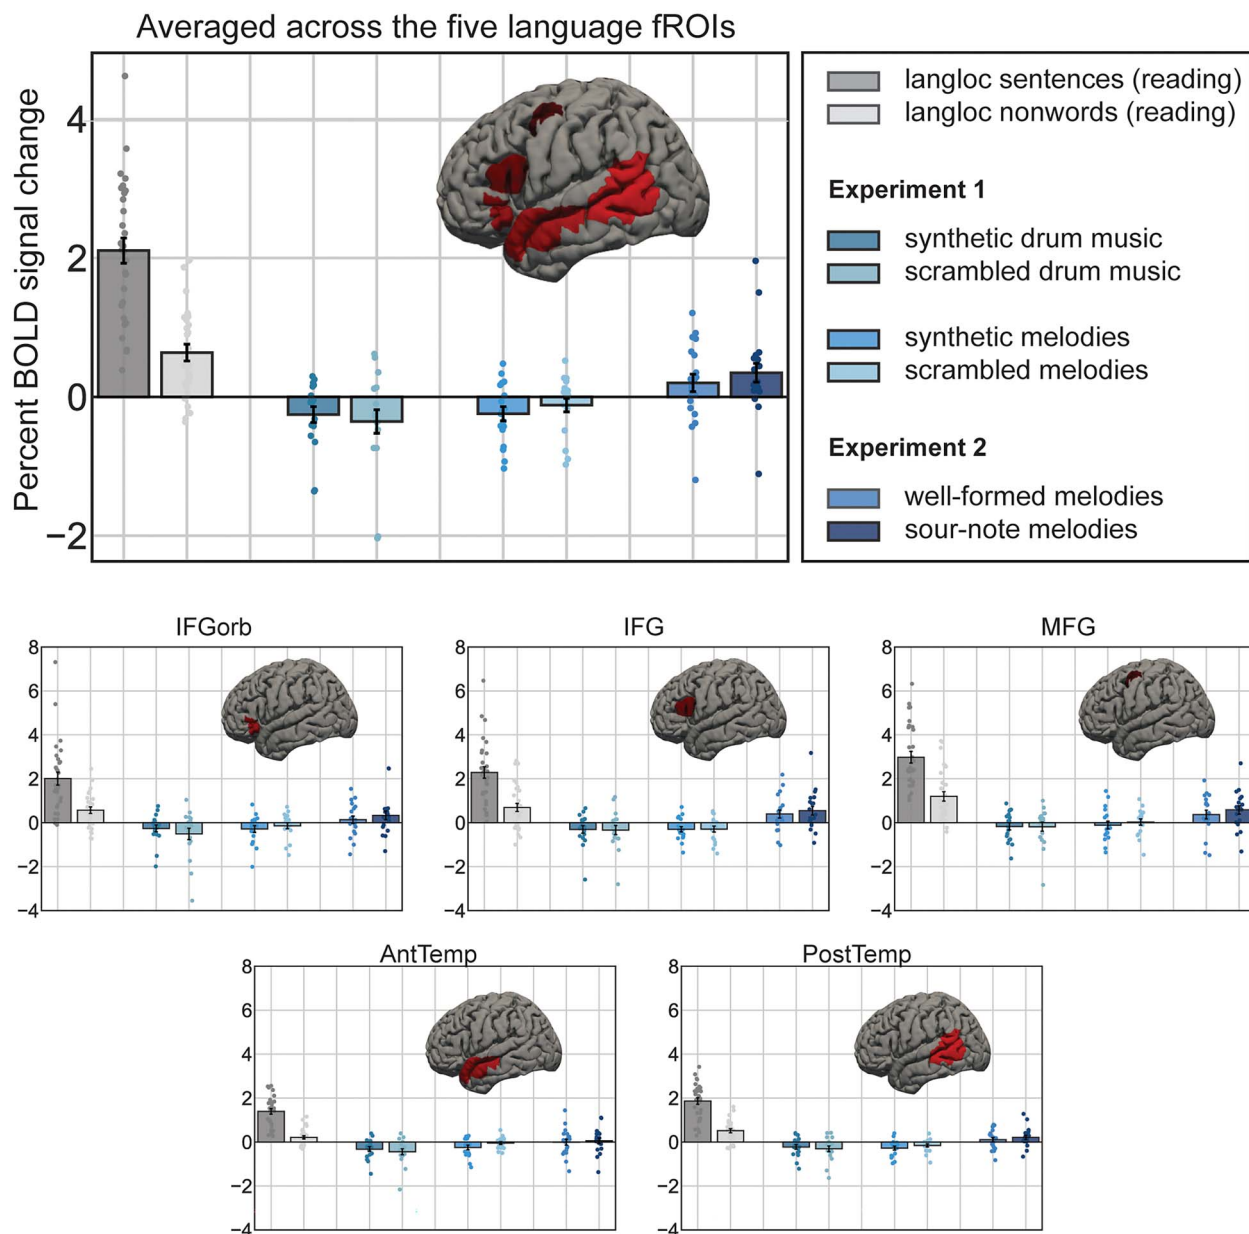 Averaged across the five language fROIs
Percent BOLD signal change
4
2
0
−2
langloc sentences (reading)
langloc nonwords (reading)
Experiment 1
synthetic drum music
scrambled drum music
synthetic melodies
scrambled melodies
Experiment 2
well-formed melodies
sour-note melodies
IFGorb
8
6
4
2
0
−2
−4
IFG
8
6
4
2
0
−2
−4
MFG
8
6
4
2
0
−2
−4
AntTemp
8
6
4
2
0
−2
−4
PostTemp
8
6
4
2
0
−2
−4